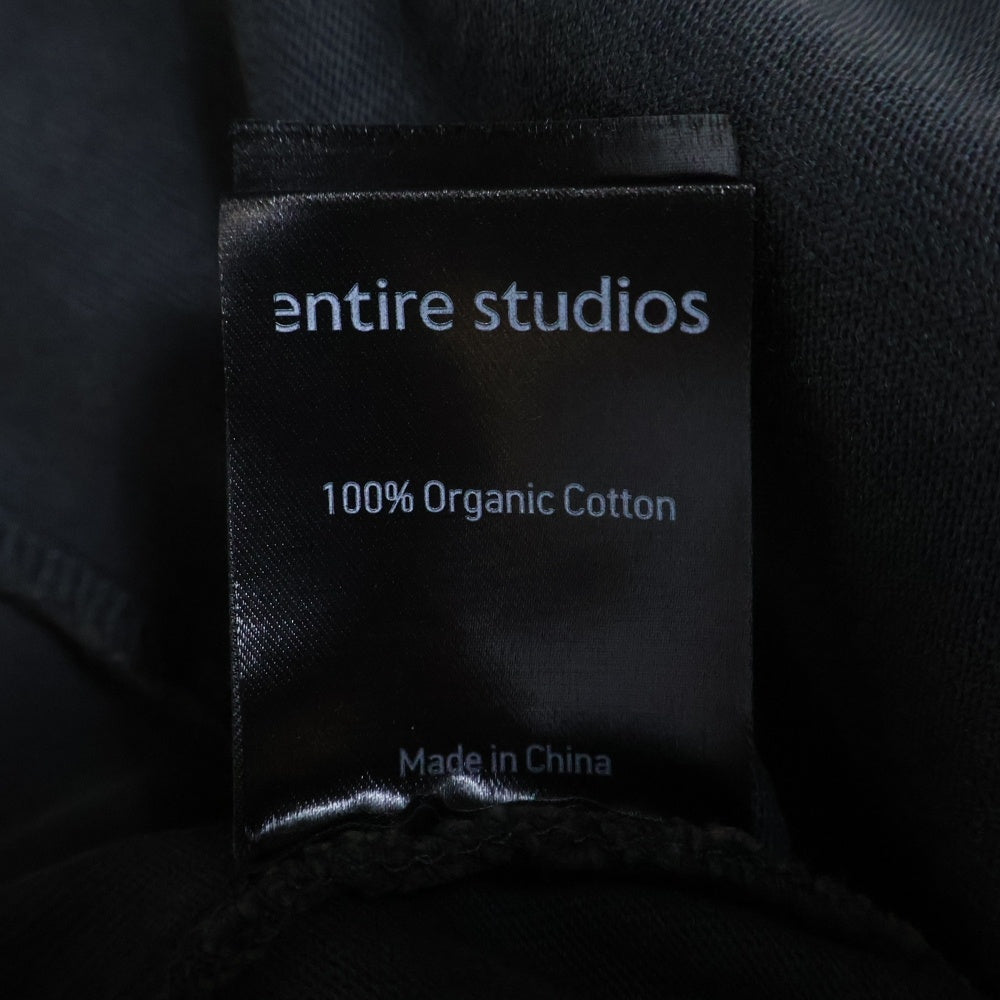 entire studios
100% Organic Cotton
Made in China